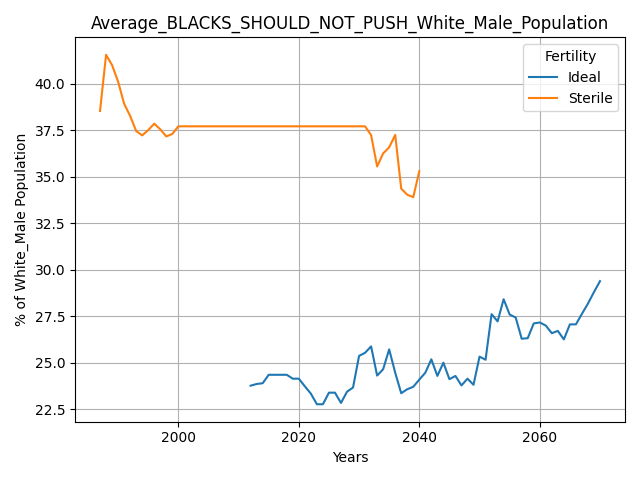 Average_BLACKS_SHOULD_NOT_PUSH_White_Male_Population
% of White_Male Population
40.0
37.5
35.0
32.5
30.0
27.5
25.0
22.5
Fertility
Ideal
Sterile
2000 2020 2040 2060
Years